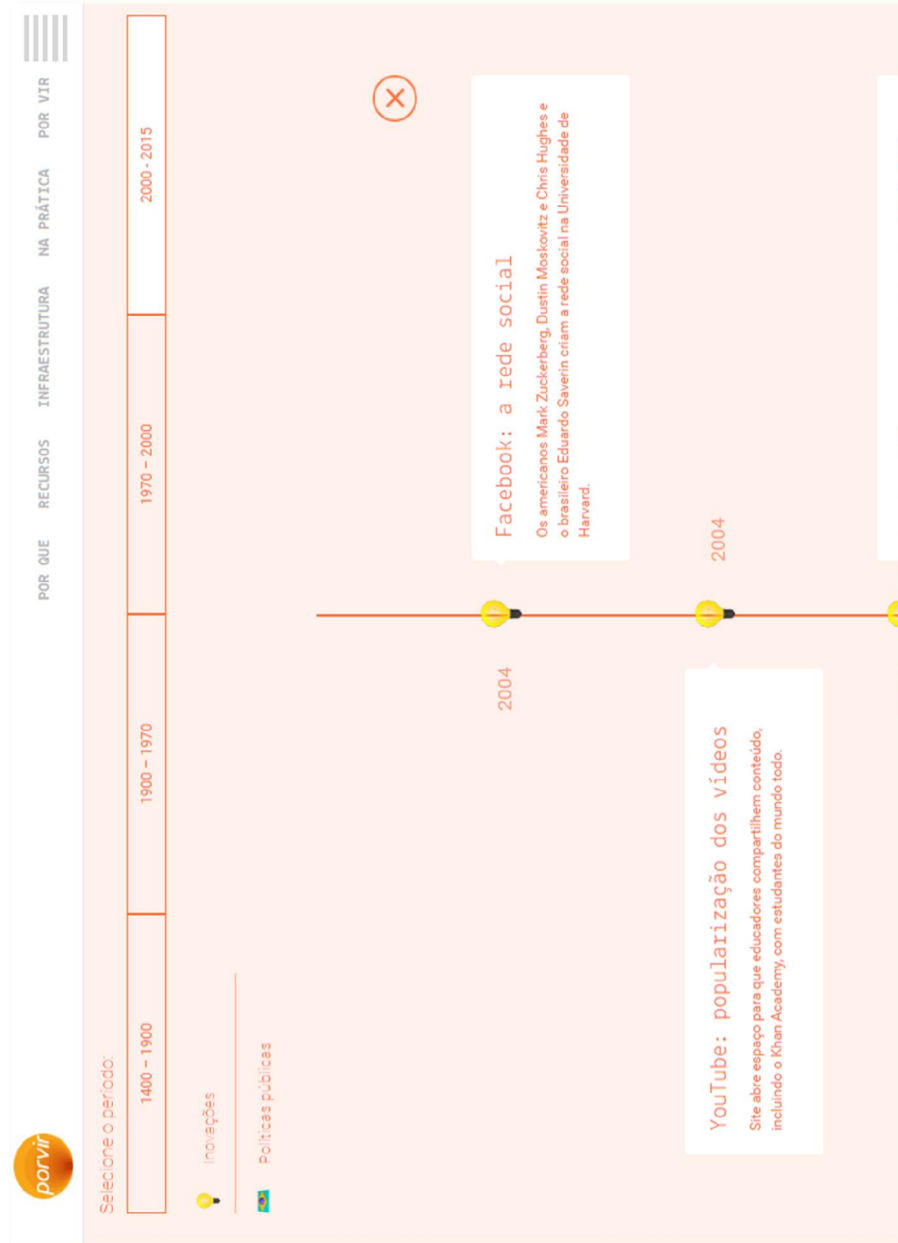 porvir
POR QUE
RECURSOS
INFRAESTRUTURA
NA PRÁTICA
POR VIR
Selecione o período:
1400 – 1900
1900 – 1970
1970 – 2000
2000 - 2015
Inovações
Políticas públicas
2004
Facebook: a rede social
Os americanos Mark Zuckerberg, Dustin Moskovitz e Chris Hughes e
o brasileiro Eduardo Saverin criam a rede social na Universidade de
Harvard.
YouTube: popularização dos vídeos
Site abre espaço para que educadores compartilhem conteúdo,
incluindo o Khan Academy, com estudantes do mundo todo.
2004